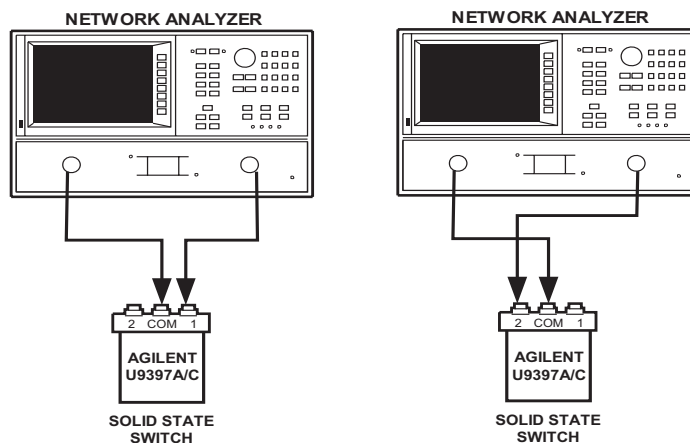 NETWORK ANALYZER
2 COM 1
AGILENT
U9397A/C
SOLID STATE
SWITCH
NETWORK ANALYZER
2 COM 1
AGILENT
U9397A/C
SOLID STATE
SWITCH